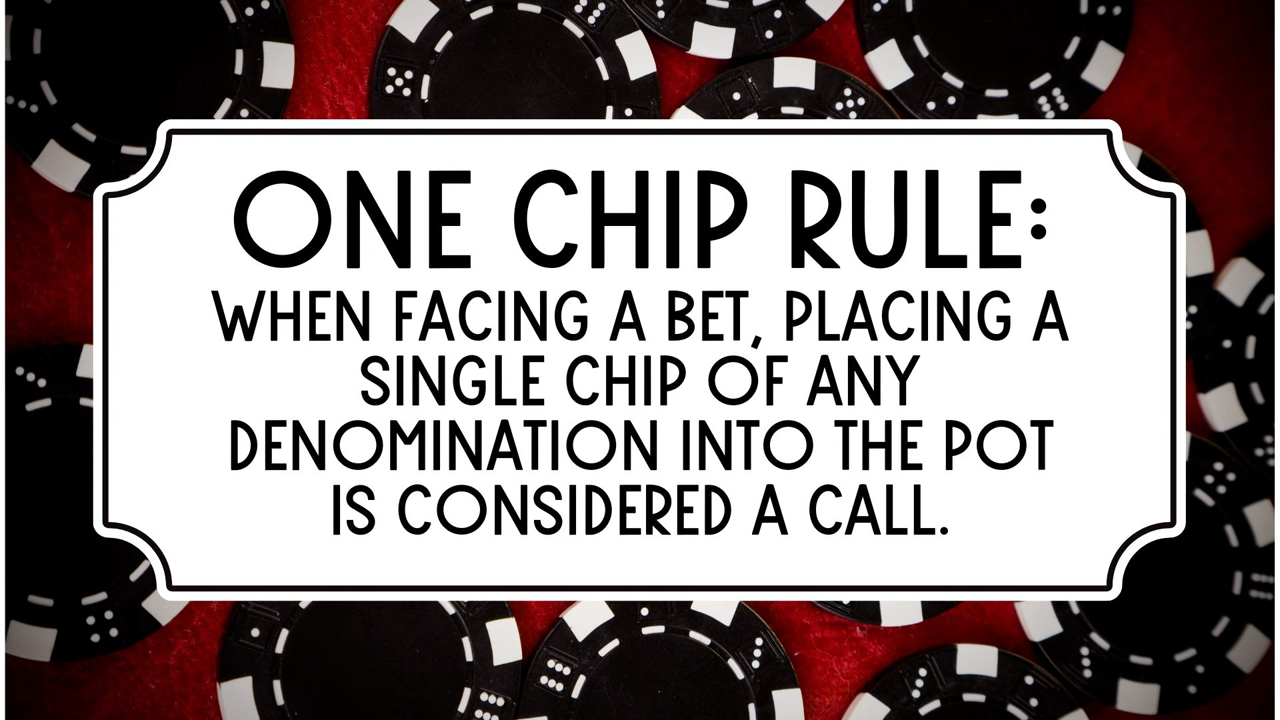 ONE CHIP RULE:
WHEN FACING A BET, PLACING A
SINGLE CHIP OF ANY
DENOMINATION INTO THE POT
IS CONSIDERED A CALL.